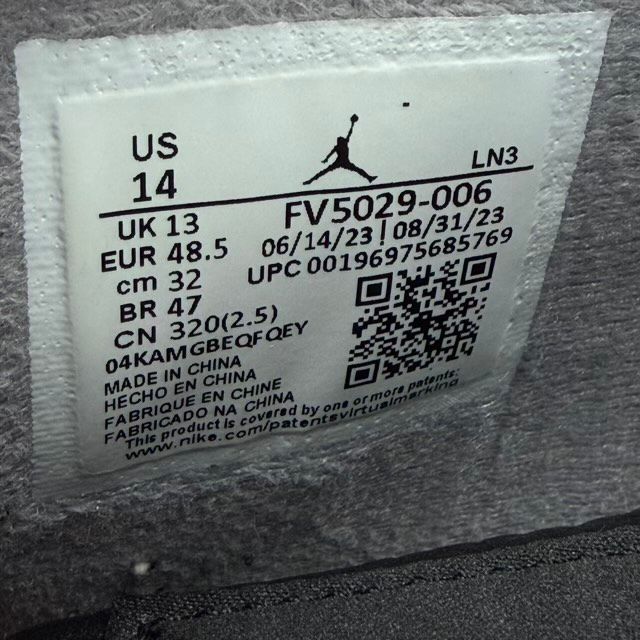 US
14
LN3
UK 13
FV5029-006
EUR 48.5
06/14/23 | 08/31/23
cm 32
UPC 00196975685769
BR 47
CN 320(2.5)
04KAMGBEQFQEY
MADE IN CHINA
HECHO EN CHINA
FABRIQUE EN CHINE
FABRICADO NA CHINA
This product is covered by one or more patents:
www.nike.com/patentsvirtualmarking